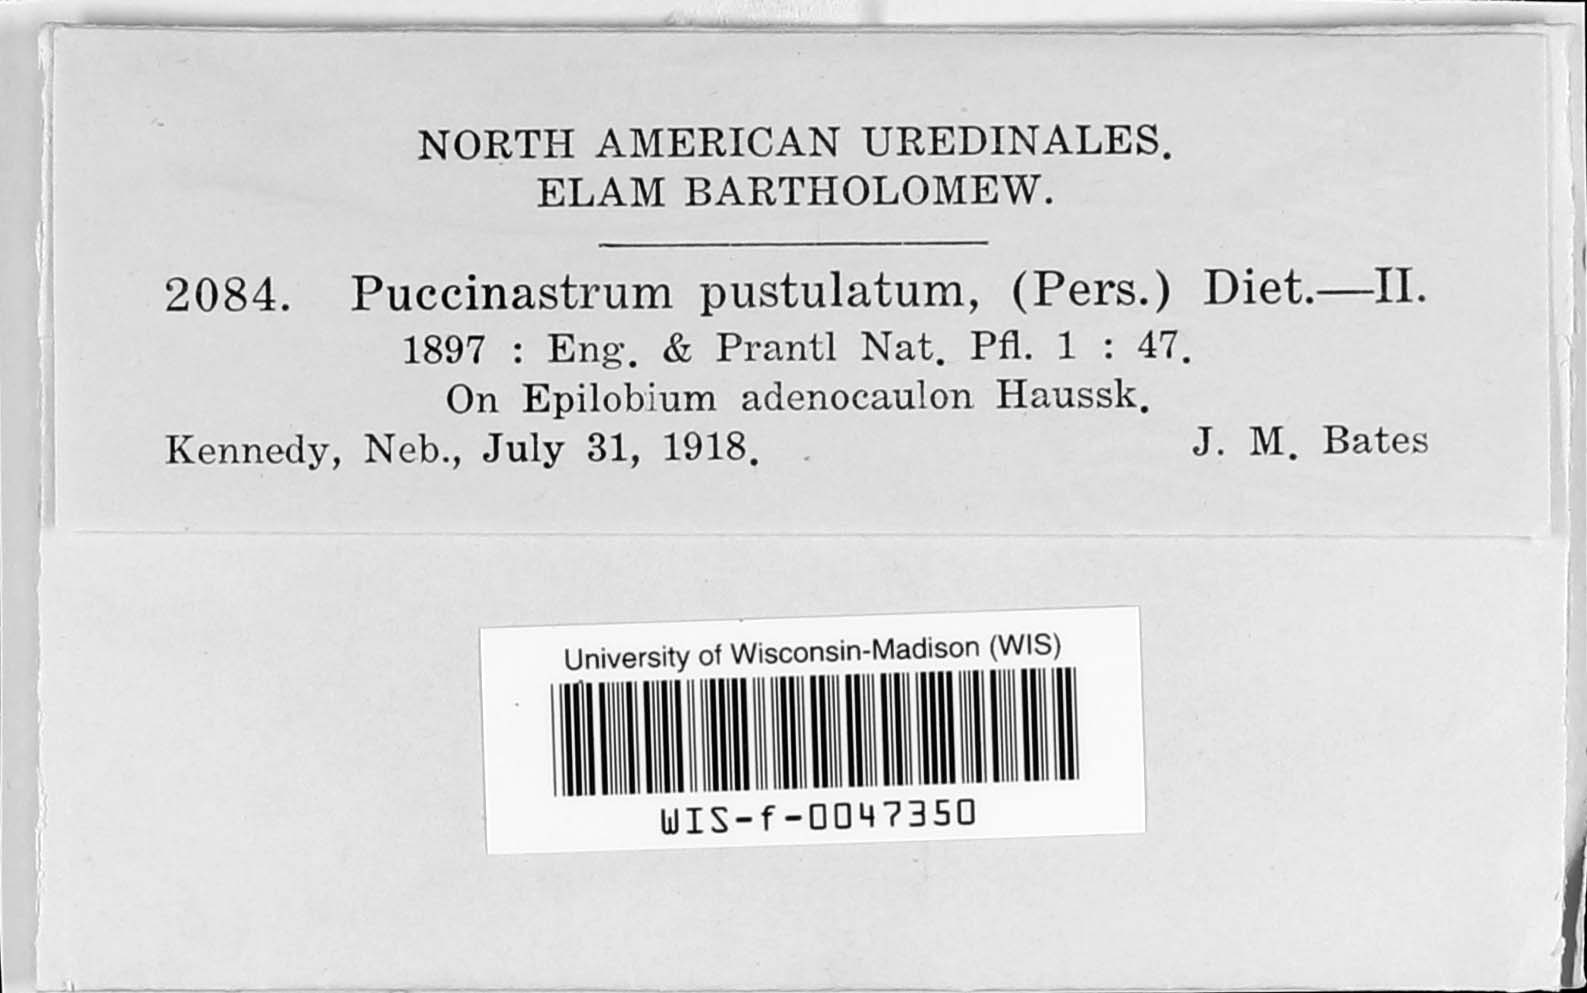 NORTH AMERICAN UREDINALES.
ELAM BARTHOLOMEW.
2084. Puccinastrum pustulatum, (Pers.) Diet.—II.
1897 : Eng. & Prantl Nat. Pfl. 1 : 47.
On Epilobium adenocaulon Haussk.
Kennedy, Neb., July 31, 1918. J. M. Bates
University of Wisconsin-Madison (WIS)
WIS-f-0047350